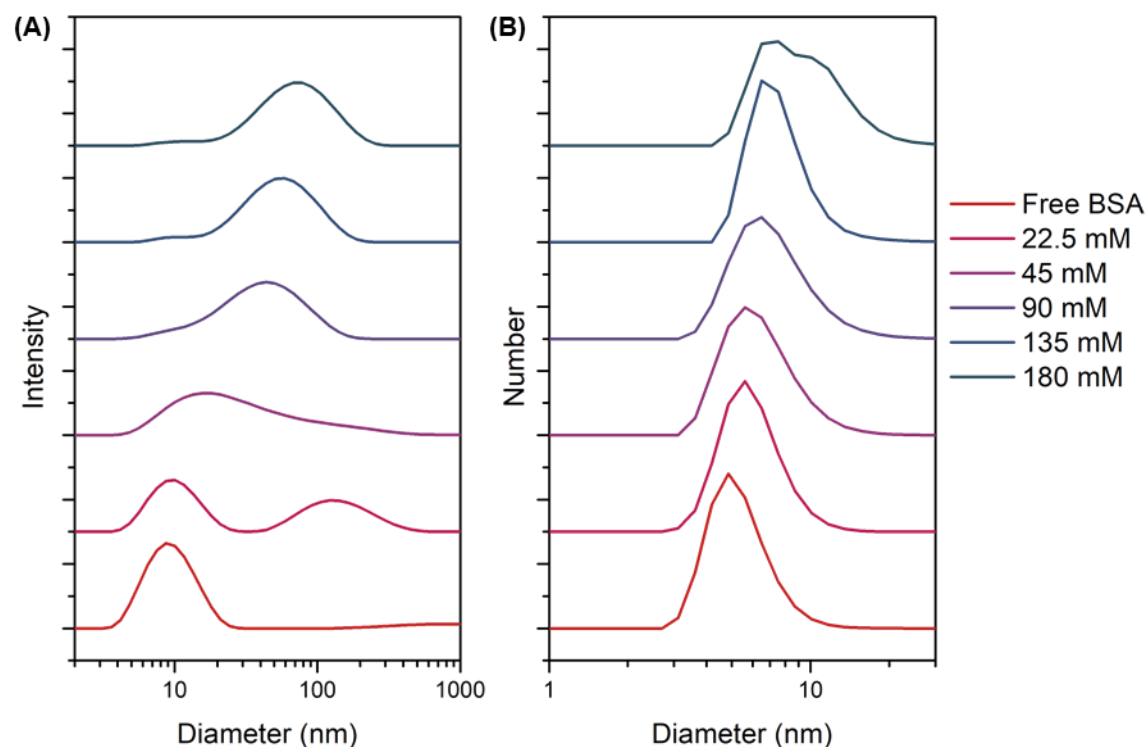 (A)
(B)
Intensity
Number
10
100
1000
1
10
Diameter (nm)
Diameter (nm)
Free BSA
22.5 mM
45 mM
90 mM
135 mM
180 mM